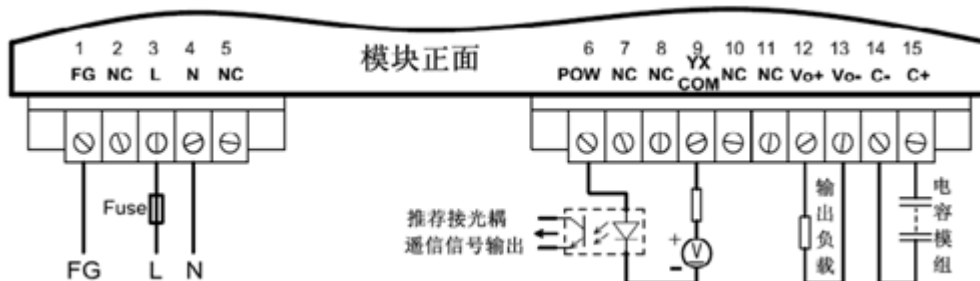 1 2 3 4 5 模块正面 6 7 8 9 10 11 12 13 14 15
FG NC L N NC POW NC NC YX COM NC NC Vo+ Vo- C- C+
Fuse
推荐接光耦
遥信信号输出
+
V
-
输出负载
电容模组
FG L N